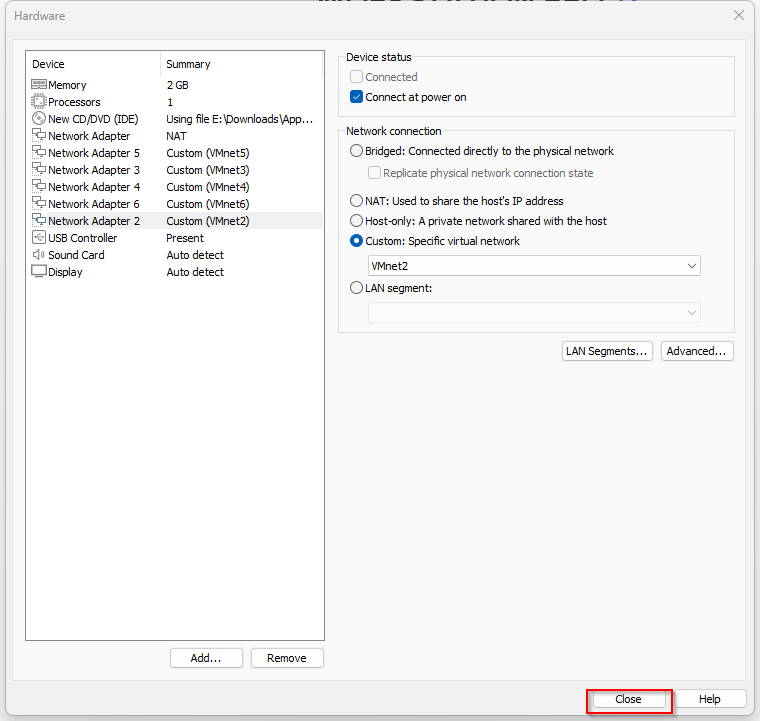 Hardware
Device Summary
Memory 2 GB
Processors 1
New CD/DVD (IDE) Using file E:\Downloads\App...
Network Adapter NAT
Network Adapter 5 Custom (VMnet5)
Network Adapter 3 Custom (VMnet3)
Network Adapter 4 Custom (VMnet4)
Network Adapter 6 Custom (VMnet6)
Network Adapter 2 Custom (VMnet2)
USB Controller Present
Sound Card Auto detect
Display Auto detect
Add... Remove
Device status
Connected
Connect at power on
Network connection
Bridged: Connected directly to the physical network
Replicate physical network connection state
NAT: Used to share the host's IP address
Host-only: A private network shared with the host
Custom: Specific virtual network
VMnet2
LAN segment:
LAN Segments... Advanced...
Close Help